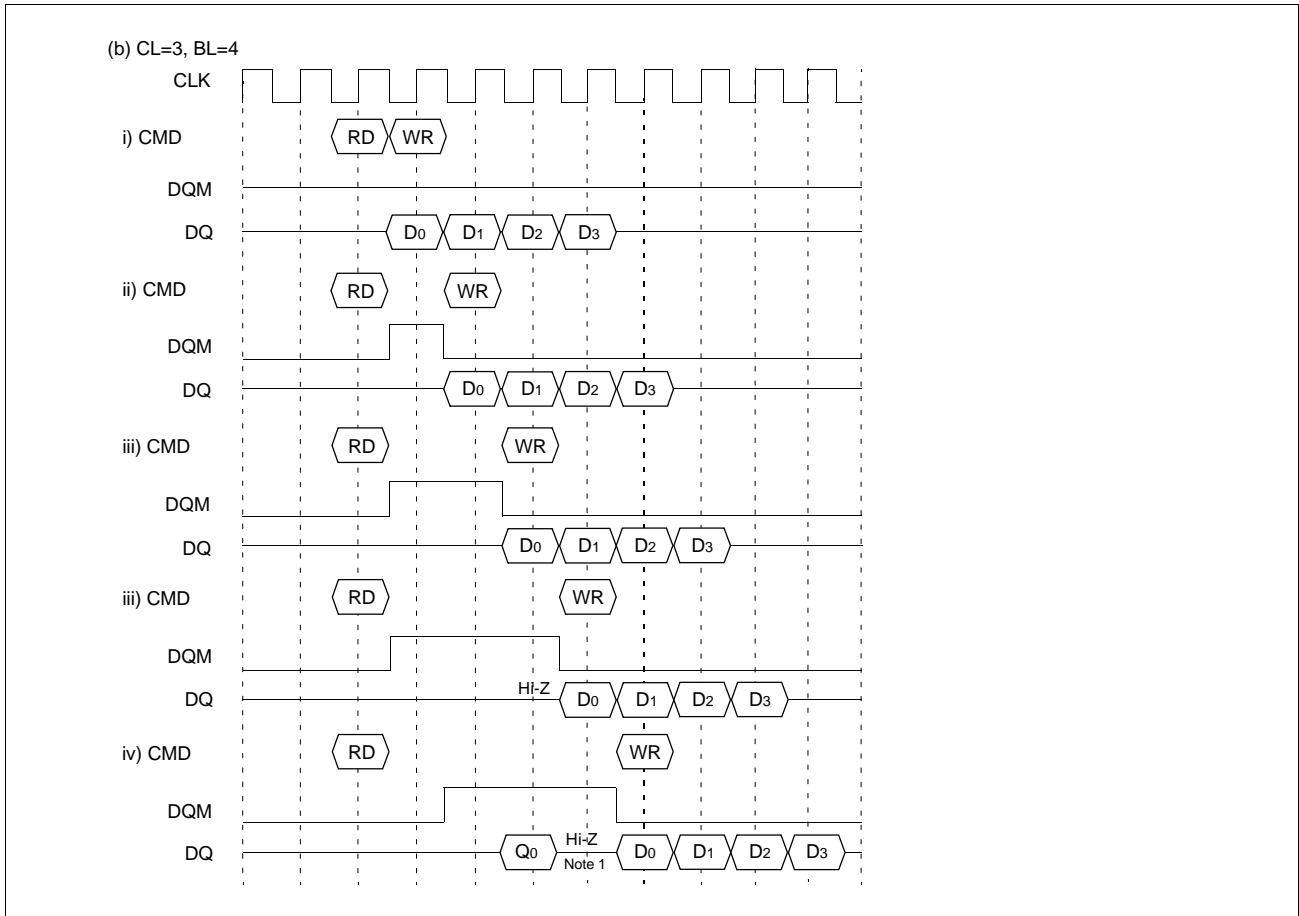 (b) CL=3, BL=4
CLK
i) CMD RD WR
DQM
DQ D0 D1 D2 D3
ii) CMD RD WR
DQM
DQ D0 D1 D2 D3
iii) CMD RD WR
DQM
DQ D0 D1 D2 D3
iii) CMD RD WR
DQM
DQ Hi-Z D0 D1 D2 D3
iv) CMD RD WR
DQM
DQ Q0 Hi-Z D0 D1 D2 D3
Note 1